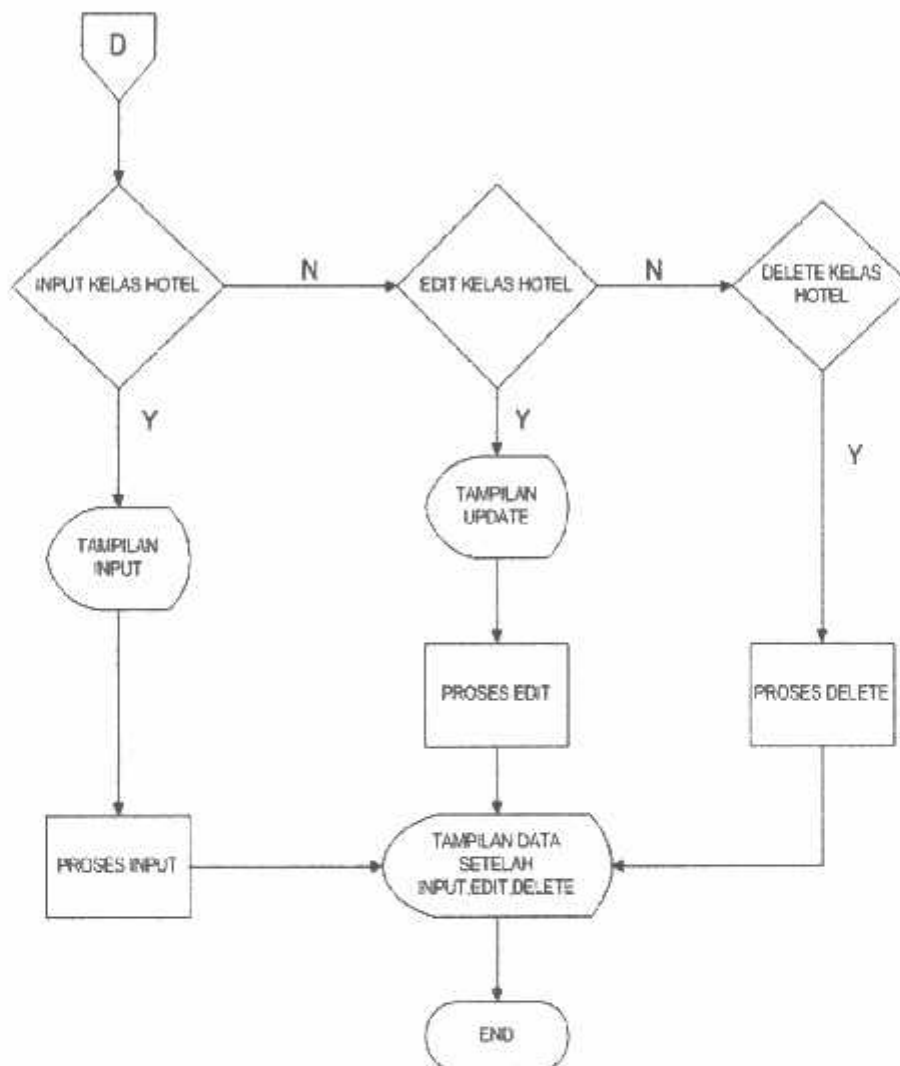 D
INPUT KELAS HOTEL
N
EDIT KELAS HOTEL
N
DELETE KELAS
HOTEL
Y
Y
Y
TAMPILAN
INPUT
TAMPILAN
UPDATE
PROSES EDIT
PROSES DELETE
PROSES INPUT
TAMPILAN DATA
SETELAH
INPUT,EDIT,DELETE
END